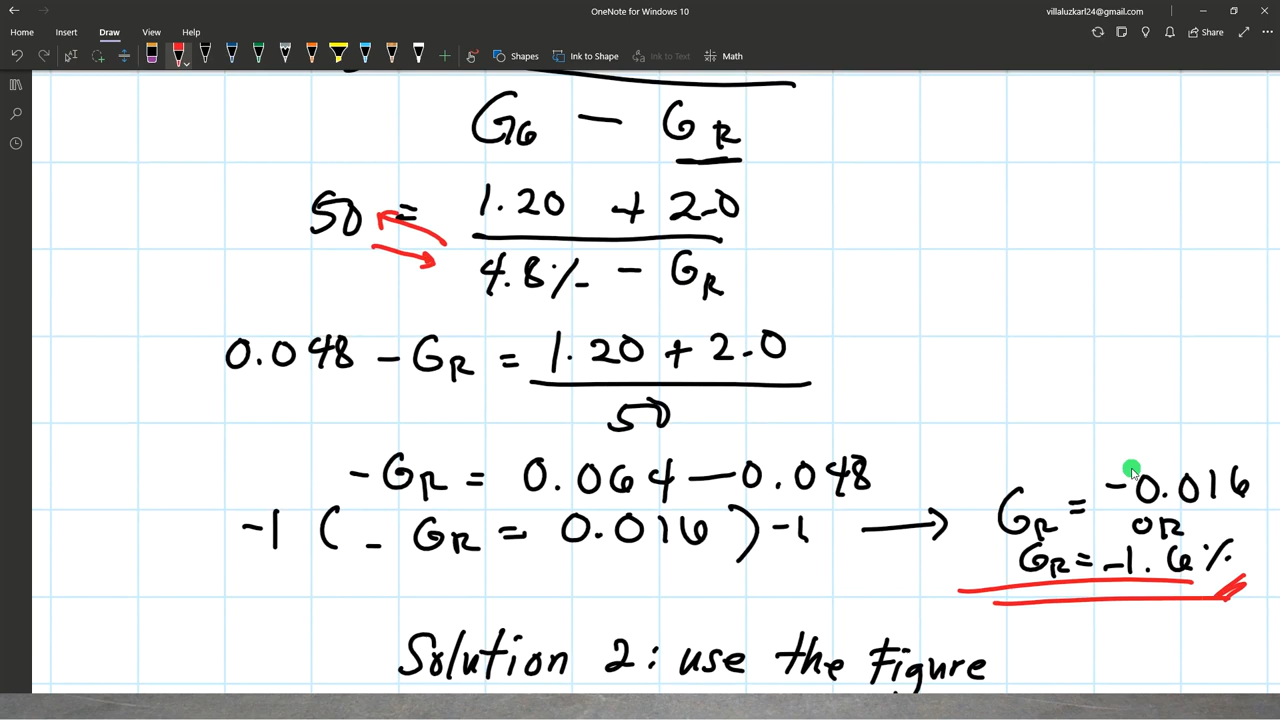 OneNote for Windows 10
villaluzkarl24@gmail.com
Home Insert Draw View Help
Share
Shapes Ink to Shape Ink to Text Math
G_G - G_R
50 = 1.20 + 2.0
4.8% - G_R
0.048 - G_R = 1.20 + 2.0
50
-G_R = 0.064 - 0.048
-1 ( - G_R = 0.016 ) -1 → G_R = -0.016
OR
G_R = -1.6%
Solution 2: use the Figure